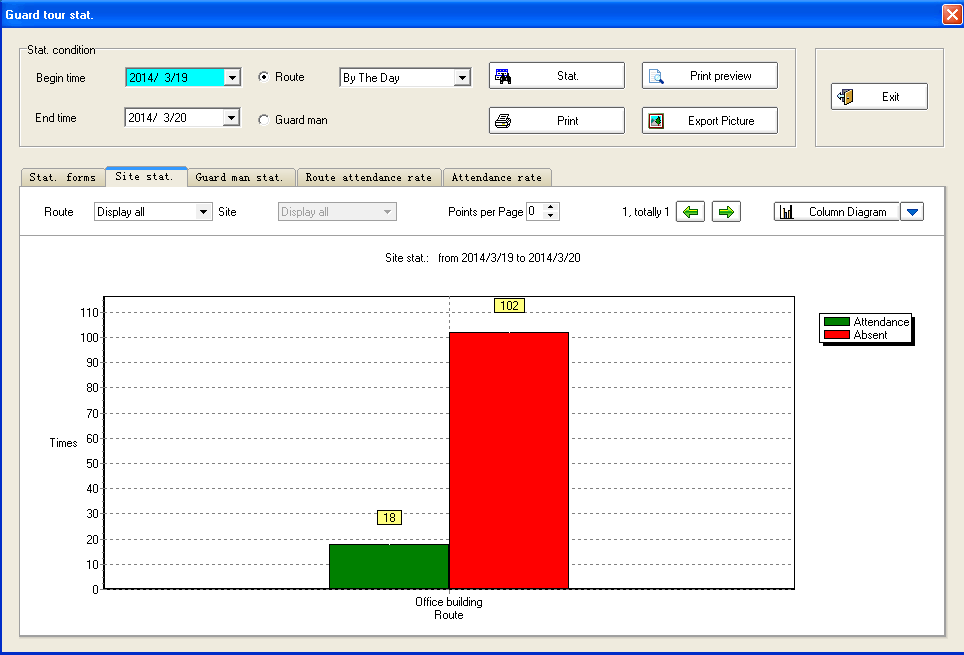 Guard tour stat.
Stat. condition
Begin time 2014/ 3/19 Route By The Day Stat. Print preview
Exit
End time 2014/ 3/20 Guard man Print Export Picture
Stat. forms Site stat. Guard man stat. Route attendance rate Attendance rate
Route Display all Site Display all Points per Page 0 1, totally 1 Column Diagram
Site stat.: from 2014/3/19 to 2014/3/20
102
110
Attendance
Absent
100
90
80
70
60
Times
50
40
30
18
20
10
0
Office building
Route